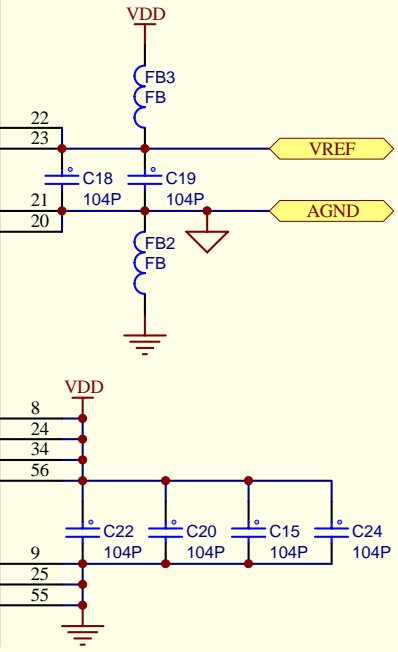 VDD
FB3
FB
22
23
VREF
C18
C19
104P
104P
21
AGND
20
FB2
FB
VDD
8
24
34
56
C22
C20
C15
C24
104P
104P
104P
104P
9
25
55